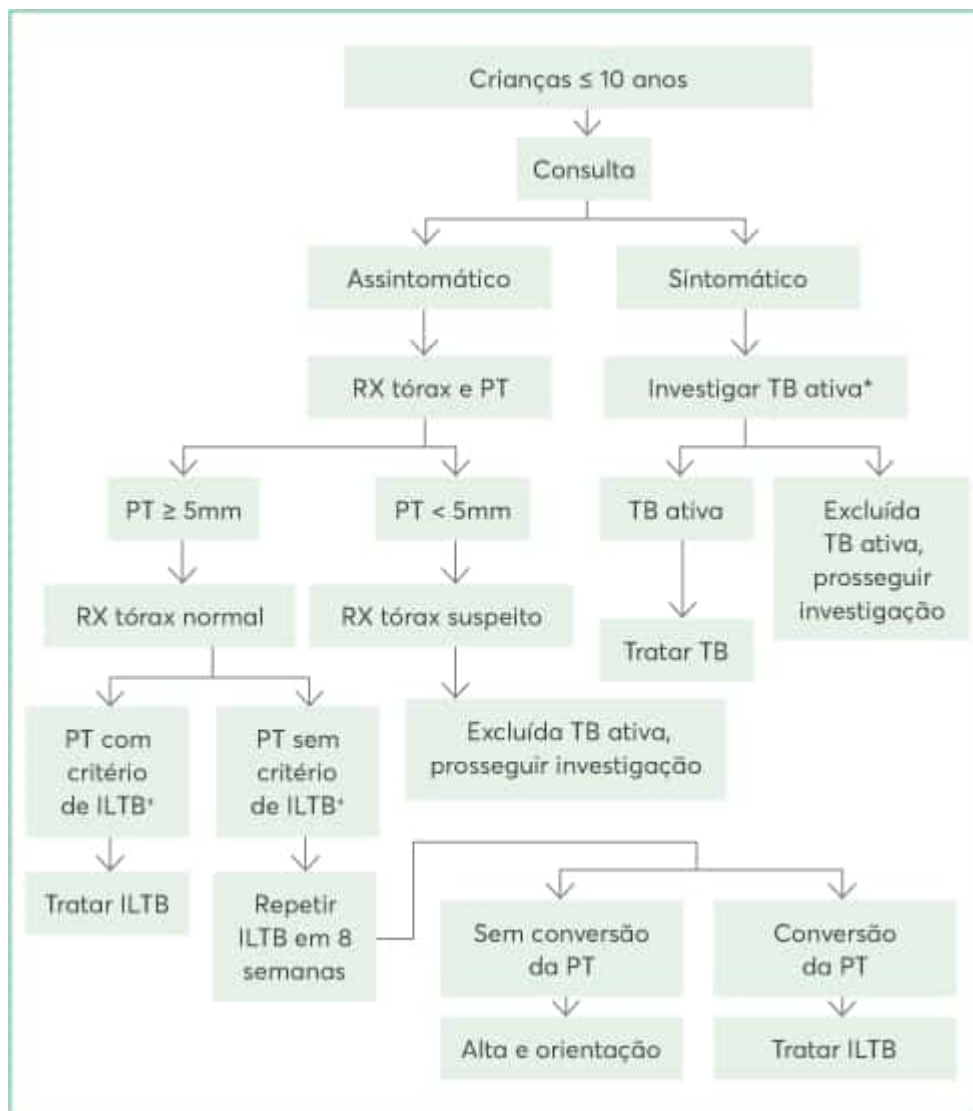 Crianças ≤ 10 anos
Consulta
Assintomático
Sintomático
RX tórax e PT
Investigar TB ativa*
PT ≥ 5mm
PT < 5mm
TB ativa
Excluída
TB ativa,
prosseguir
investigação
RX tórax normal
RX tórax suspeito
Tratar TB
PT com
critério
de ILTB⁺
PT sem
critério
de ILTB⁺
Excluída TB ativa,
prosseguir investigação
Tratar ILTB
Repetir
ILTB em 8
semanas
Sem conversão
da PT
Conversão
da PT
Alta e orientação
Tratar ILTB